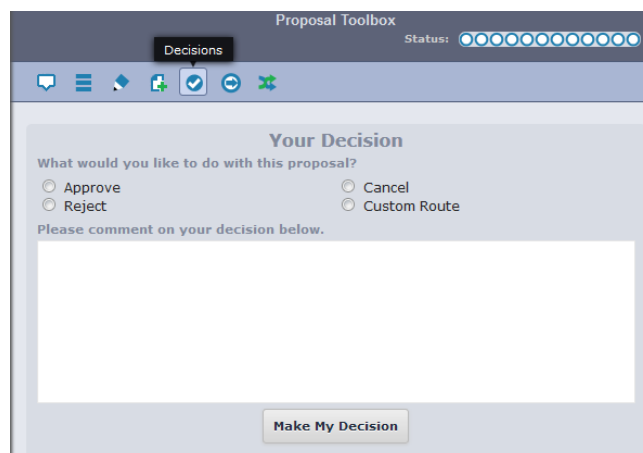 Proposal Toolbox
Status:
Decisions
Your Decision
What would you like to do with this proposal?
Approve
Cancel
Reject
Custom Route
Please comment on your decision below.
Make My Decision